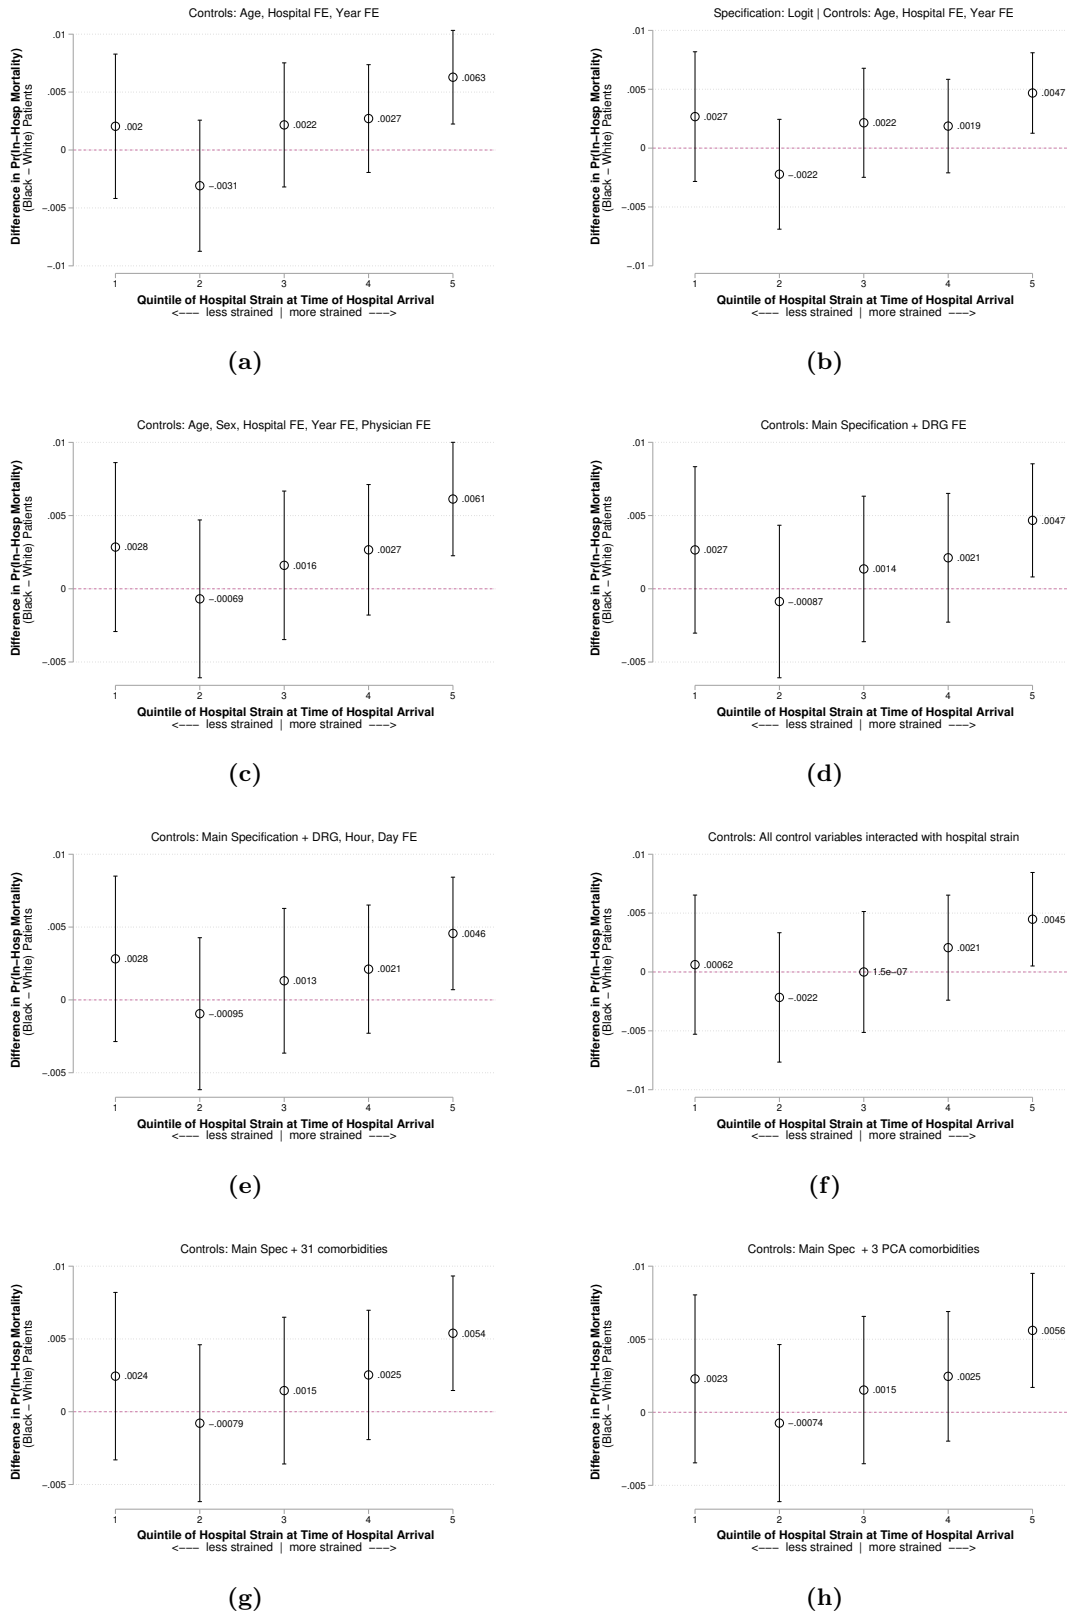 Controls: Age, Hospital FE, Year FE
Difference in Pr(In−Hosp Mortality)
(Black − White) Patients
.01
.005
0
−.005
−.01
.002
−.0031
.0022
.0027
.0063
1 2 3 4 5
Quintile of Hospital Strain at Time of Hospital Arrival
<−−− less strained | more strained −−−>
(a)
Specification: Logit | Controls: Age, Hospital FE, Year FE
Difference in Pr(In−Hosp Mortality)
(Black − White) Patients
.01
.005
0
−.005
−.01
.0027
−.0022
.0022
.0019
.0047
1 2 3 4 5
Quintile of Hospital Strain at Time of Hospital Arrival
<−−− less strained | more strained −−−>
(b)
Controls: Age, Sex, Hospital FE, Year FE, Physician FE
Difference in Pr(In−Hosp Mortality)
(Black − White) Patients
.01
.005
0
−.005
.0028
−.00069
.0016
.0027
.0061
1 2 3 4 5
Quintile of Hospital Strain at Time of Hospital Arrival
<−−− less strained | more strained −−−>
(c)
Controls: Main Specification + DRG FE
Difference in Pr(In−Hosp Mortality)
(Black − White) Patients
.01
.005
0
−.005
.0027
−.00087
.0014
.0021
.0047
1 2 3 4 5
Quintile of Hospital Strain at Time of Hospital Arrival
<−−− less strained | more strained −−−>
(d)
Controls: Main Specification + DRG, Hour, Day FE
Difference in Pr(In−Hosp Mortality)
(Black − White) Patients
.01
.005
0
−.005
.0028
−.00095
.0013
.0021
.0046
1 2 3 4 5
Quintile of Hospital Strain at Time of Hospital Arrival
<−−− less strained | more strained −−−>
(e)
Controls: All control variables interacted with hospital strain
Difference in Pr(In−Hosp Mortality)
(Black − White) Patients
.01
.005
0
−.005
−.01
.00062
−.0022
1.5e−07
.0021
.0045
1 2 3 4 5
Quintile of Hospital Strain at Time of Hospital Arrival
<−−− less strained | more strained −−−>
(f)
Controls: Main Spec + 31 comorbidities
Difference in Pr(In−Hosp Mortality)
(Black − White) Patients
.01
.005
0
−.005
.0024
−.00079
.0015
.0025
.0054
1 2 3 4 5
Quintile of Hospital Strain at Time of Hospital Arrival
<−−− less strained | more strained −−−>
(g)
Controls: Main Spec + 3 PCA comorbidities
Difference in Pr(In−Hosp Mortality)
(Black − White) Patients
.01
.005
0
−.005
.0023
−.00074
.0015
.0025
.0056
1 2 3 4 5
Quintile of Hospital Strain at Time of Hospital Arrival
<−−− less strained | more strained −−−>
(h)